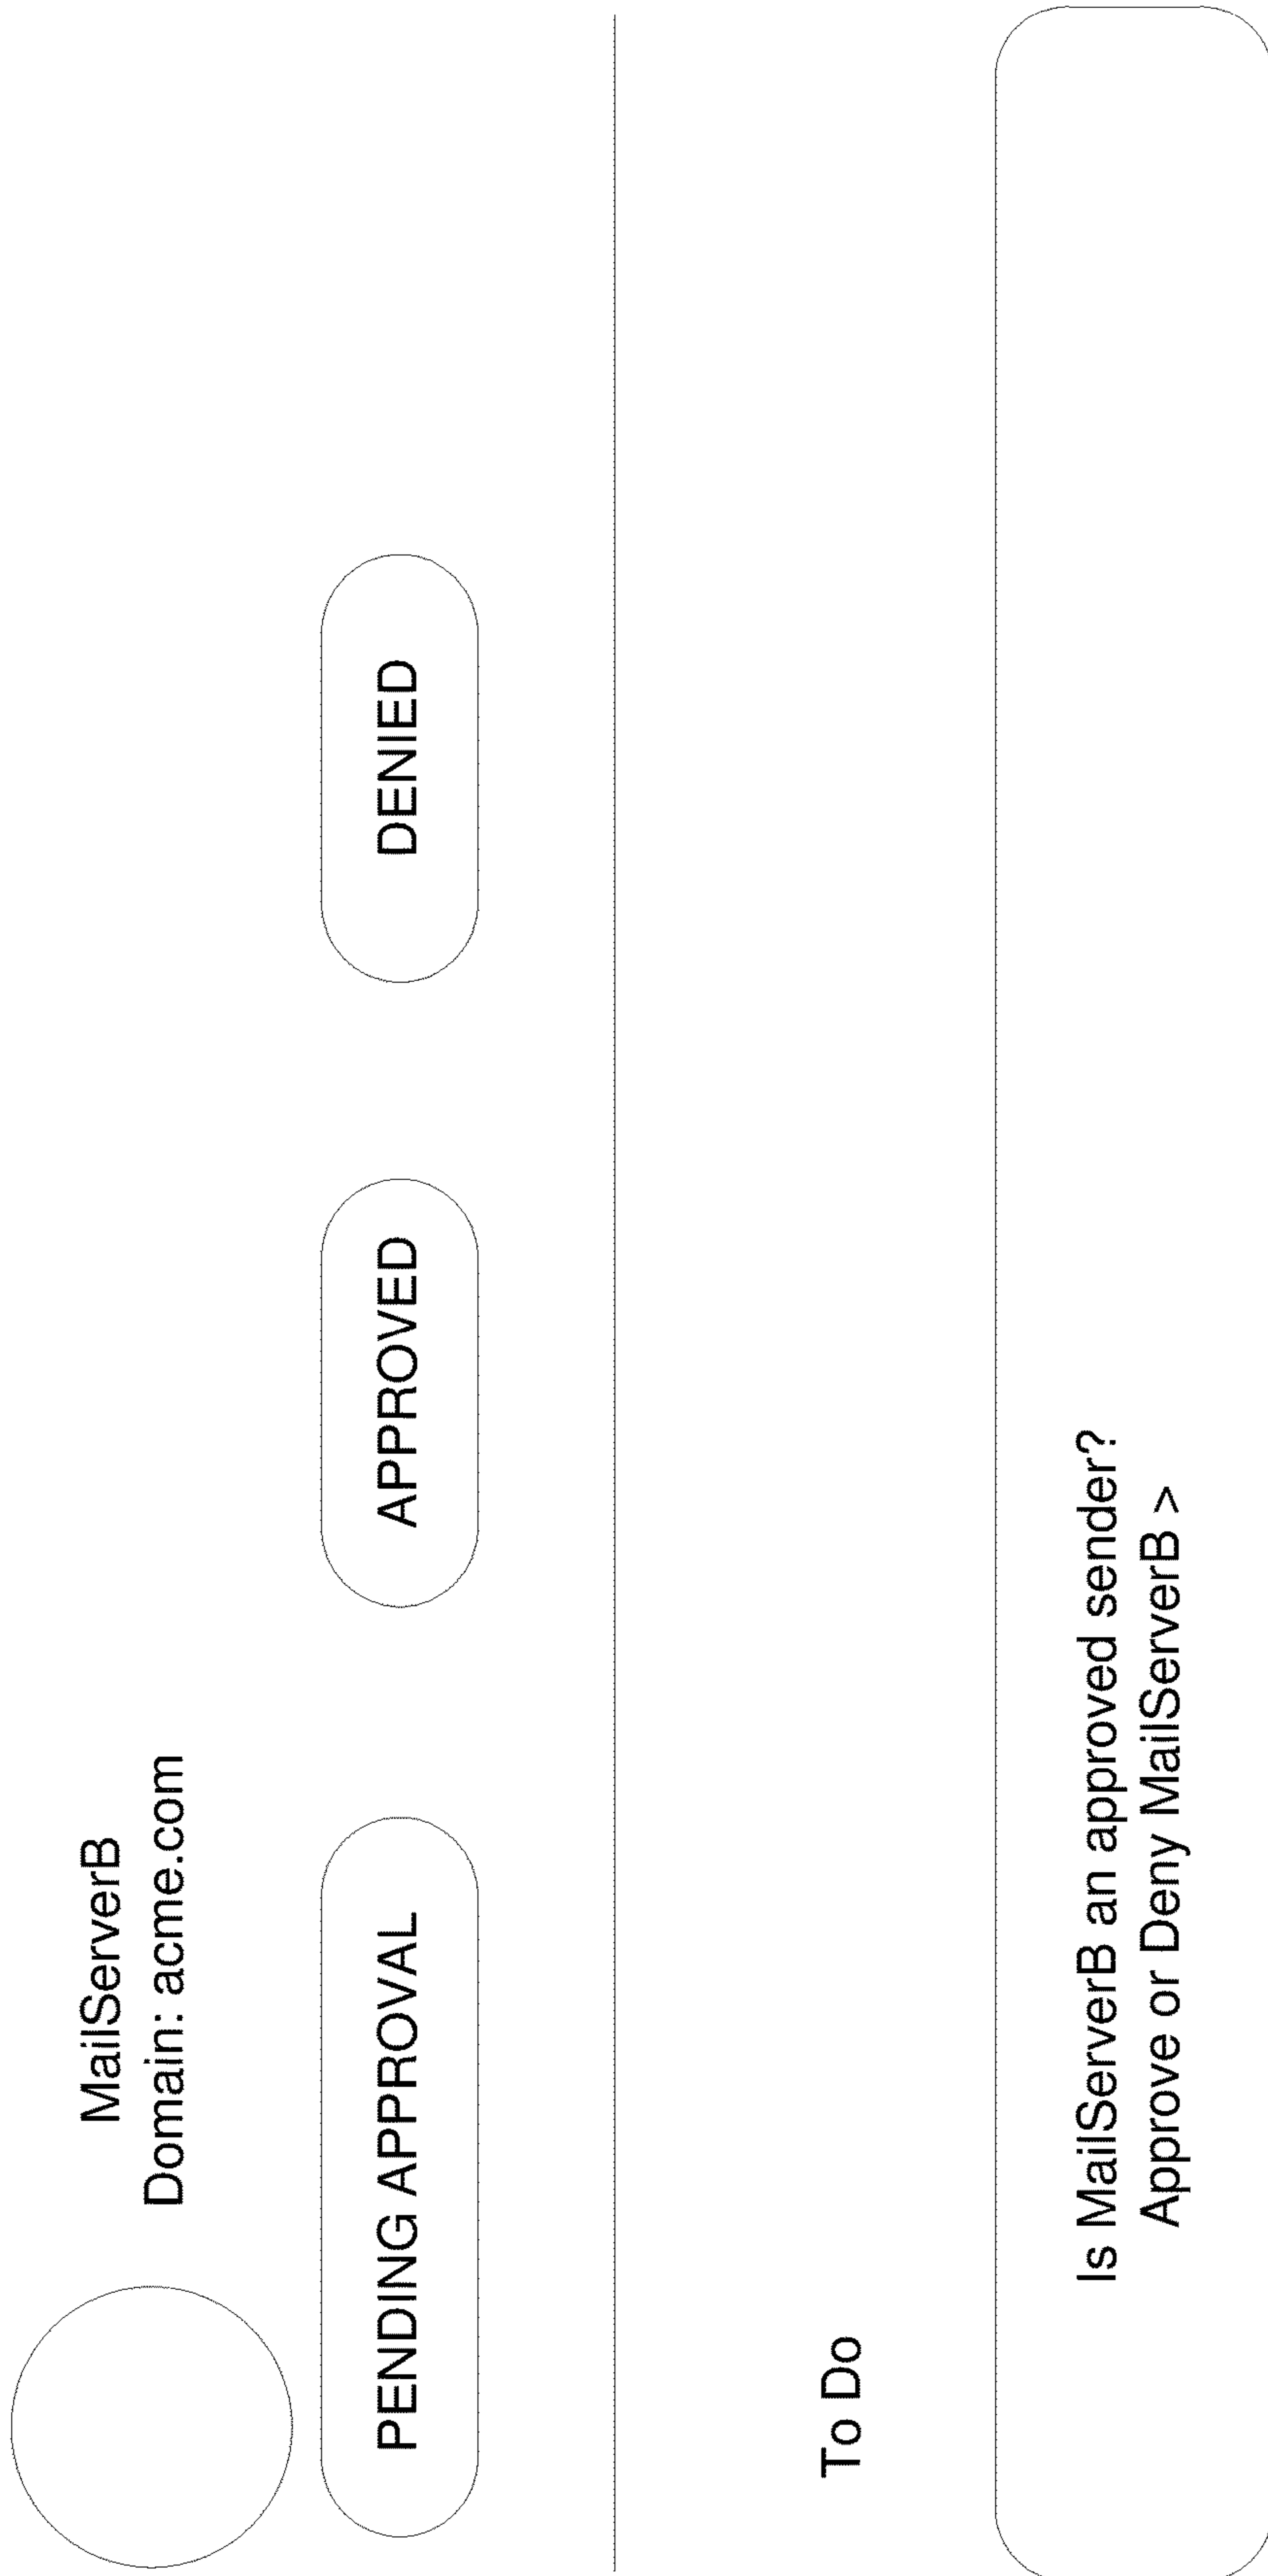 MailServerB
Domain: acme.com
PENDING APPROVAL
APPROVED
DENIED
To Do
Is MailServerB an approved sender?
Approve or Deny MailServerB >